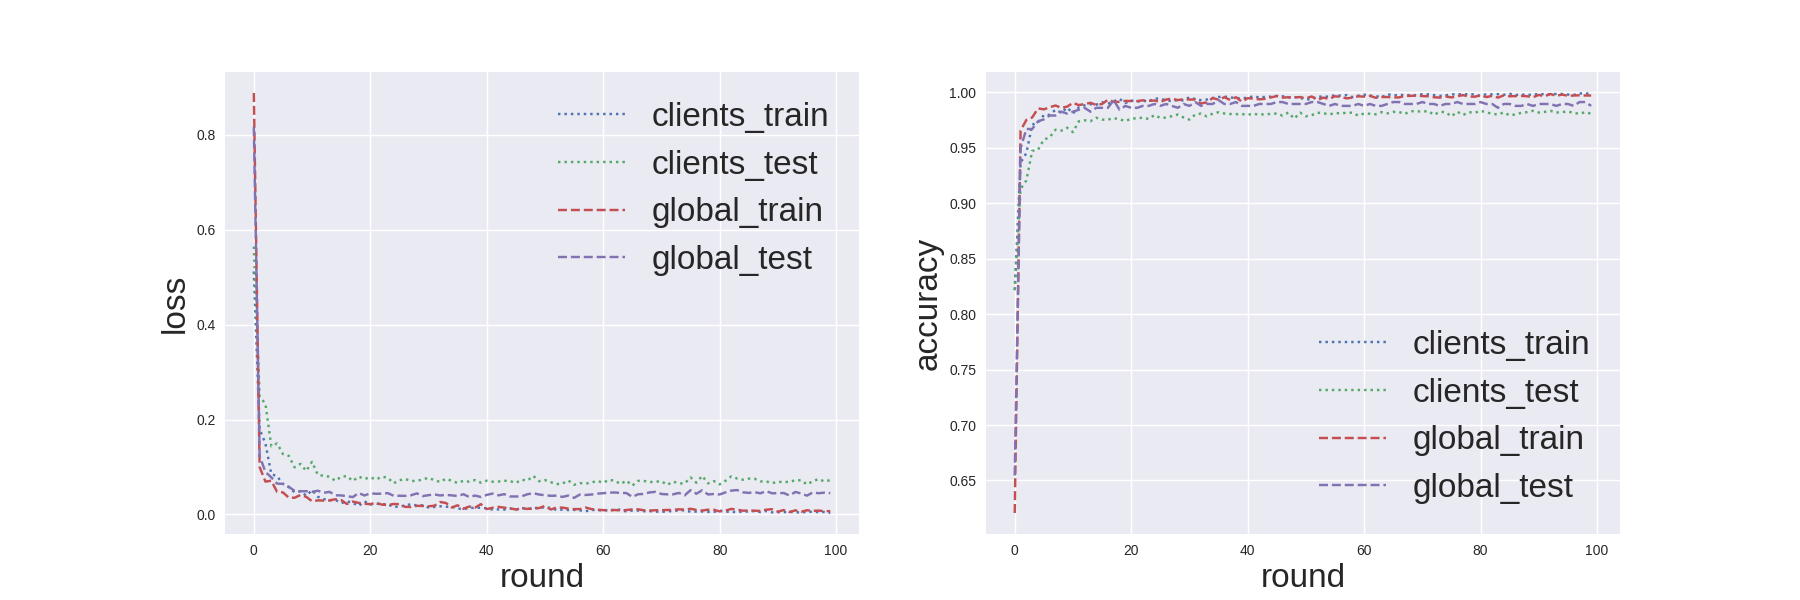 loss
0.8
0.6
0.4
0.2
0.0
clients_train
clients_test
global_train
global_test
0 20 40 60 80 100
round
accuracy
1.00
0.95
0.90
0.85
0.80
0.75
0.70
0.65
clients_train
clients_test
global_train
global_test
0 20 40 60 80 100
round